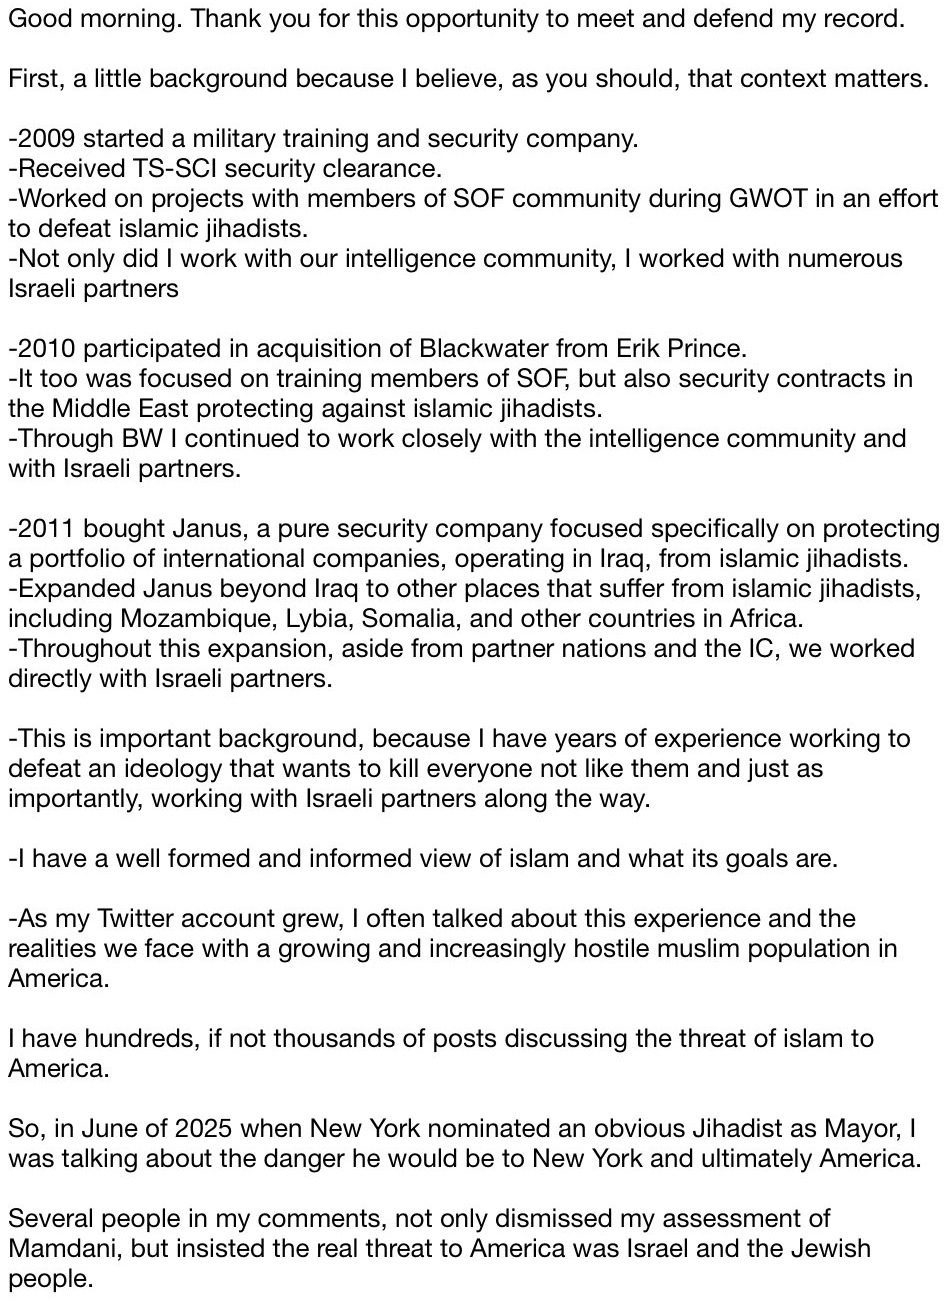 Good morning. Thank you for this opportunity to meet and defend my record.
First, a little background because I believe, as you should, that context matters.
-2009 started a military training and security company.
-Received TS-SCI security clearance.
-Worked on projects with members of SOF community during GWOT in an effort
to defeat islamic jihadists.
-Not only did I work with our intelligence community, I worked with numerous
Israeli partners
-2010 participated in acquisition of Blackwater from Erik Prince.
-It too was focused on training members of SOF, but also security contracts in
the Middle East protecting against islamic jihadists.
-Through BW I continued to work closely with the intelligence community and
with Israeli partners.
-2011 bought Janus, a pure security company focused specifically on protecting
a portfolio of international companies, operating in Iraq, from islamic jihadists.
-Expanded Janus beyond Iraq to other places that suffer from islamic jihadists,
including Mozambique, Lybia, Somalia, and other countries in Africa.
-Throughout this expansion, aside from partner nations and the IC, we worked
directly with Israeli partners.
-This is important background, because I have years of experience working to
defeat an ideology that wants to kill everyone not like them and just as
importantly, working with Israeli partners along the way.
-I have a well formed and informed view of islam and what its goals are.
-As my Twitter account grew, I often talked about this experience and the
realities we face with a growing and increasingly hostile muslim population in
America.
I have hundreds, if not thousands of posts discussing the threat of islam to
America.
So, in June of 2025 when New York nominated an obvious Jihadist as Mayor, I
was talking about the danger he would be to New York and ultimately America.
Several people in my comments, not only dismissed my assessment of
Mamdani, but insisted the real threat to America was Israel and the Jewish
people.